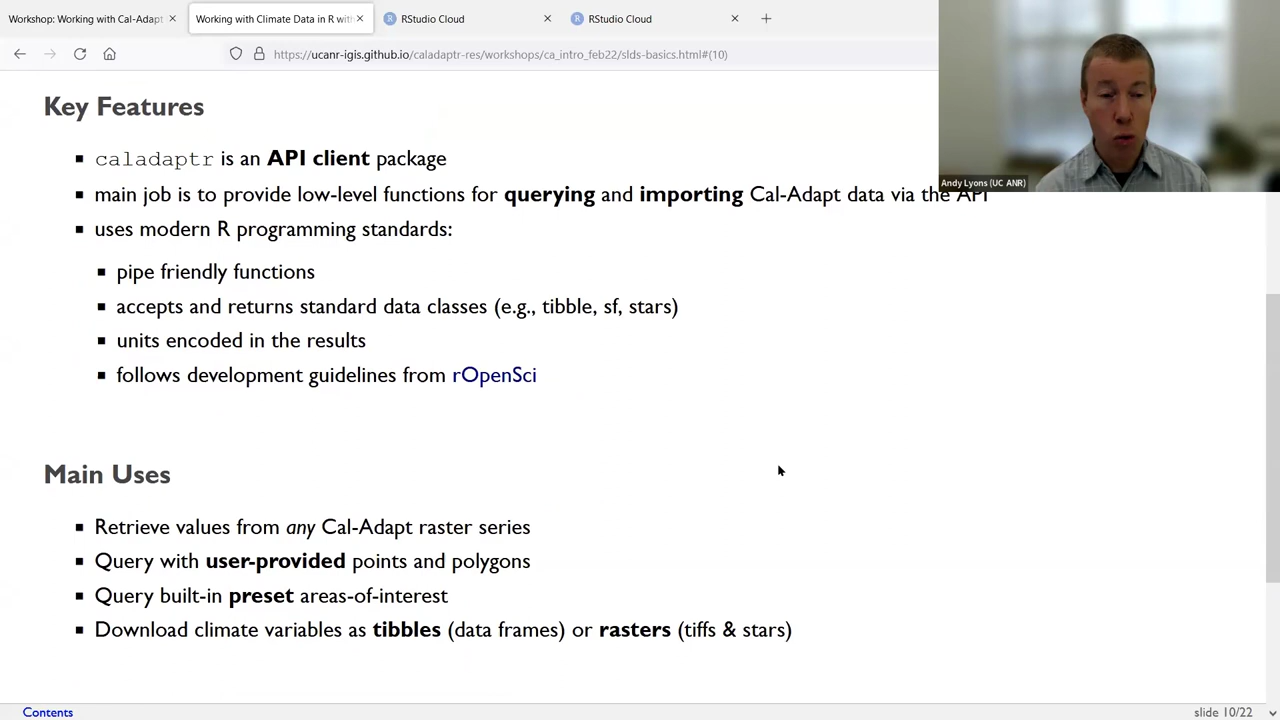 Workshop: Working with Cal-Adapt
Working with Climate Data in R with
RStudio Cloud
RStudio Cloud
https://ucanr-igis.github.io/caladaptr-res/workshops/ca_intro_feb22/slds-basics.html#(10)
Key Features
caladaptr is an API client package
main job is to provide low-level functions for querying and importing Cal-Adapt data via the API
uses modern R programming standards:
pipe friendly functions
accepts and returns standard data classes (e.g., tibble, sf, stars)
units encoded in the results
follows development guidelines from rOpenSci
Andy Lyons (UC ANR)
Main Uses
Retrieve values from any Cal-Adapt raster series
Query with user-provided points and polygons
Query built-in preset areas-of-interest
Download climate variables as tibbles (data frames) or rasters (tiffs & stars)
Contents
slide 10/22